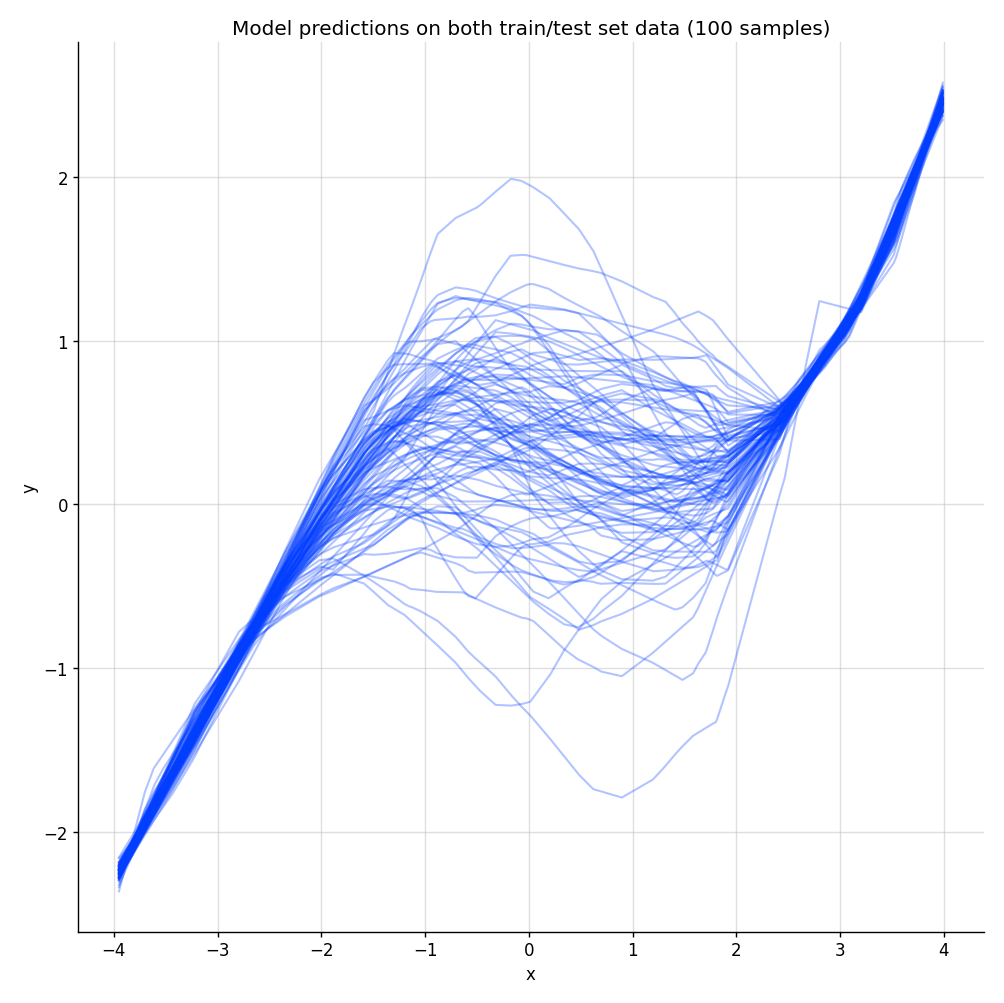 Model predictions on both train/test set data (100 samples)
y
2
1
0
−1
−2
−4 −3 −2 −1 0 1 2 3 4
x